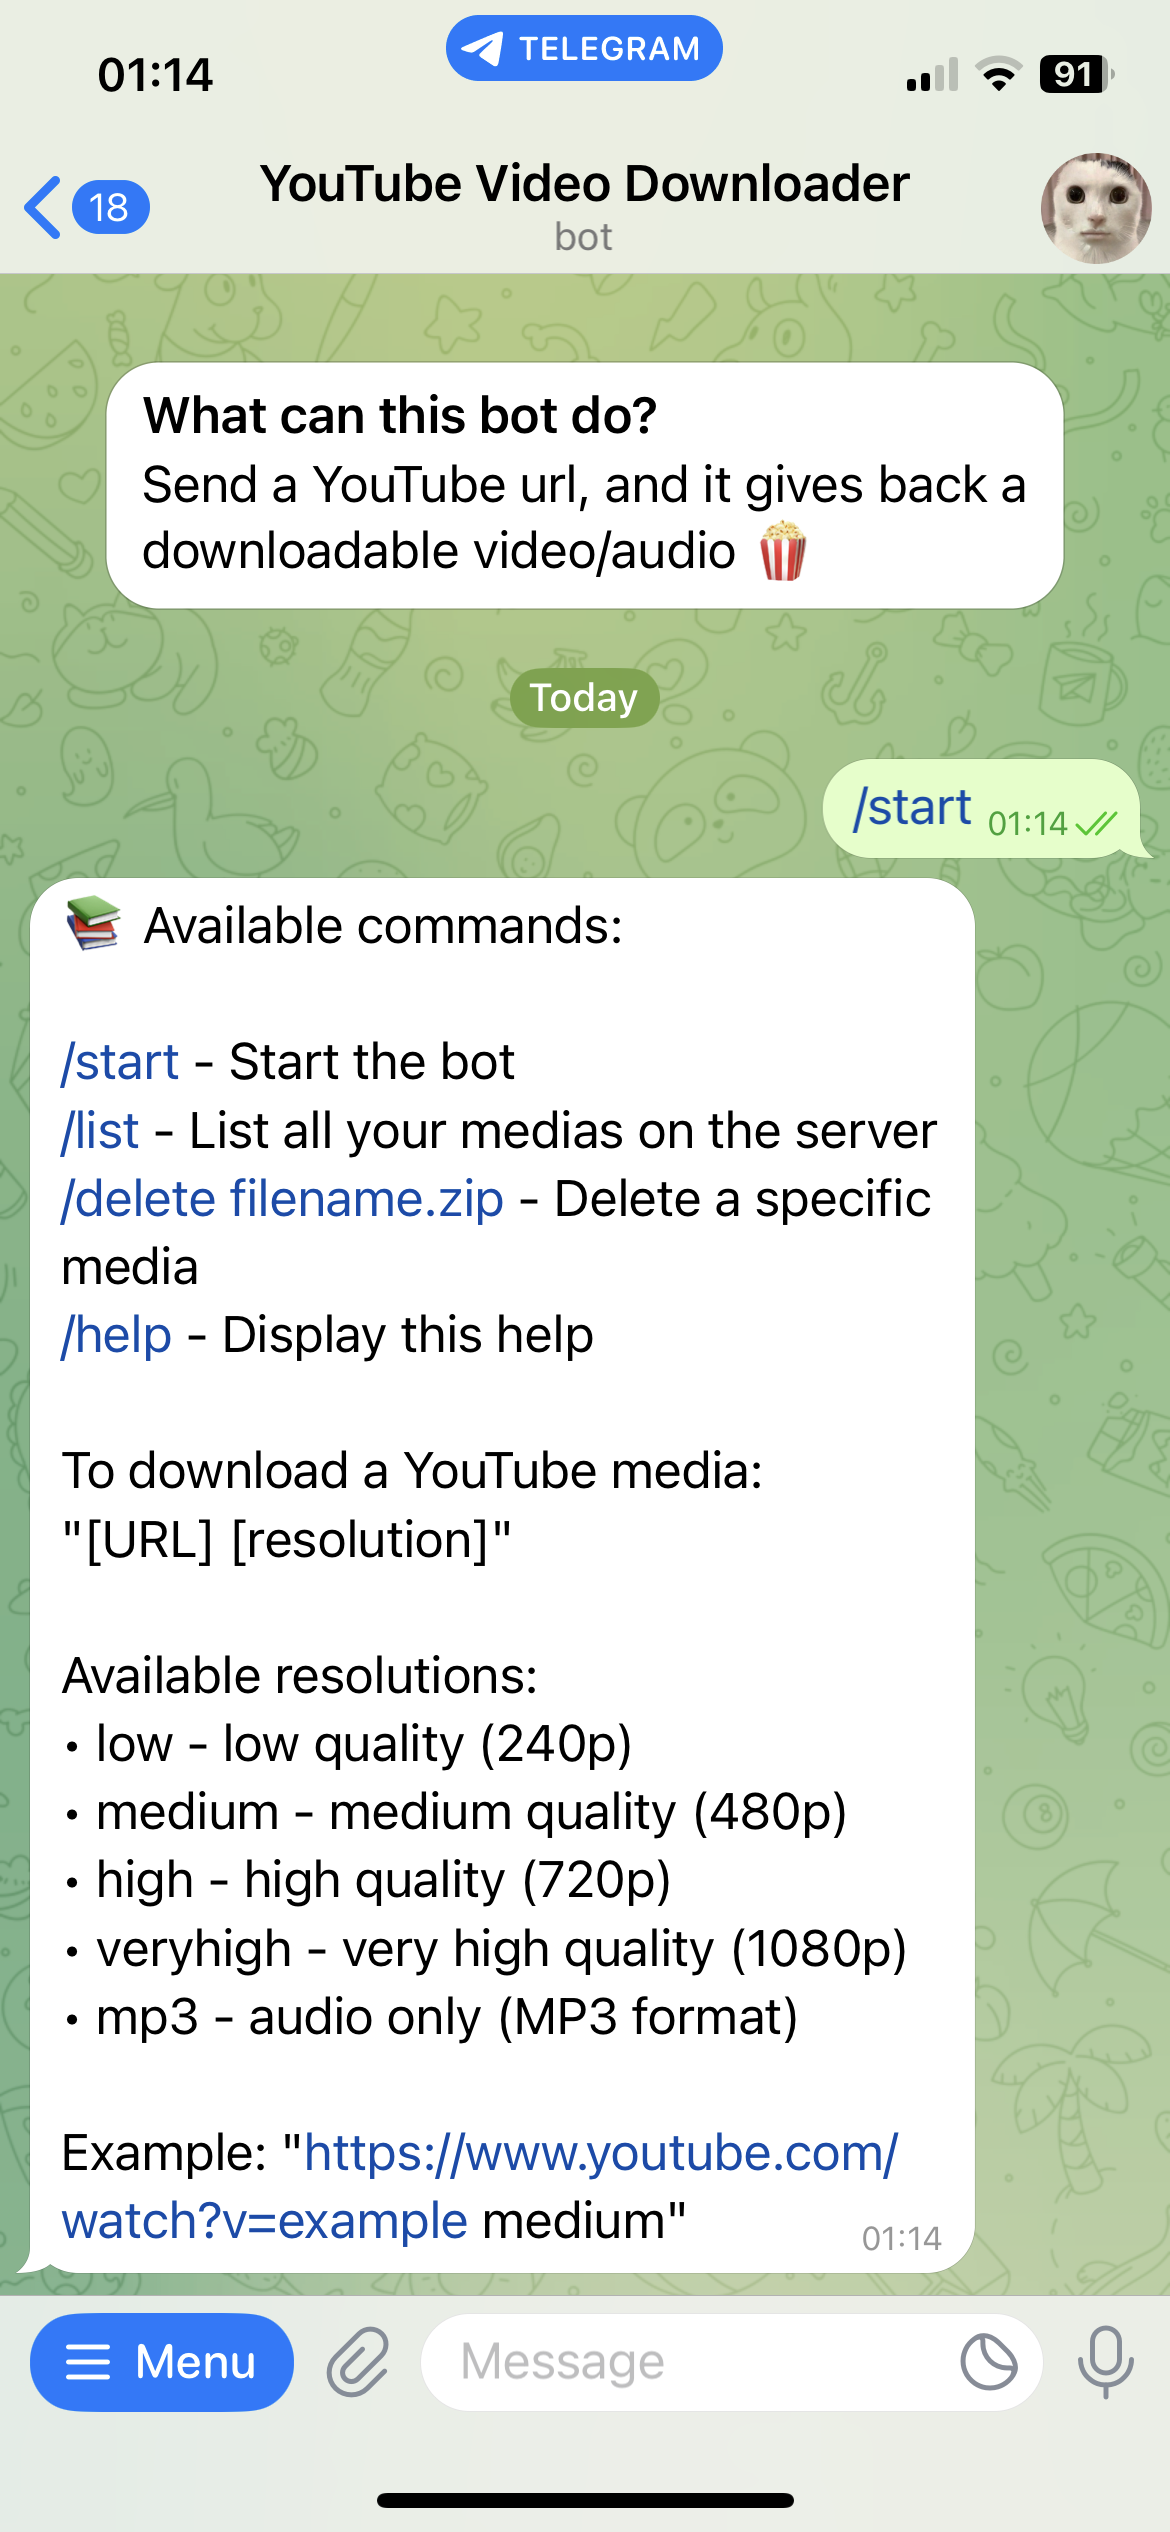 01:14
TELEGRAM
91
18
YouTube Video Downloader
bot
What can this bot do?
Send a YouTube url, and it gives back a
downloadable video/audio 🍿
Today
/start 01:14
📚 Available commands:
/start - Start the bot
/list - List all your medias on the server
/delete filename.zip - Delete a specific
media
/help - Display this help
To download a YouTube media:
"[URL] [resolution]"
Available resolutions:
• low - low quality (240p)
• medium - medium quality (480p)
• high - high quality (720p)
• veryhigh - very high quality (1080p)
• mp3 - audio only (MP3 format)
Example: "https://www.youtube.com/
watch?v=example medium"
01:14
Menu
Message